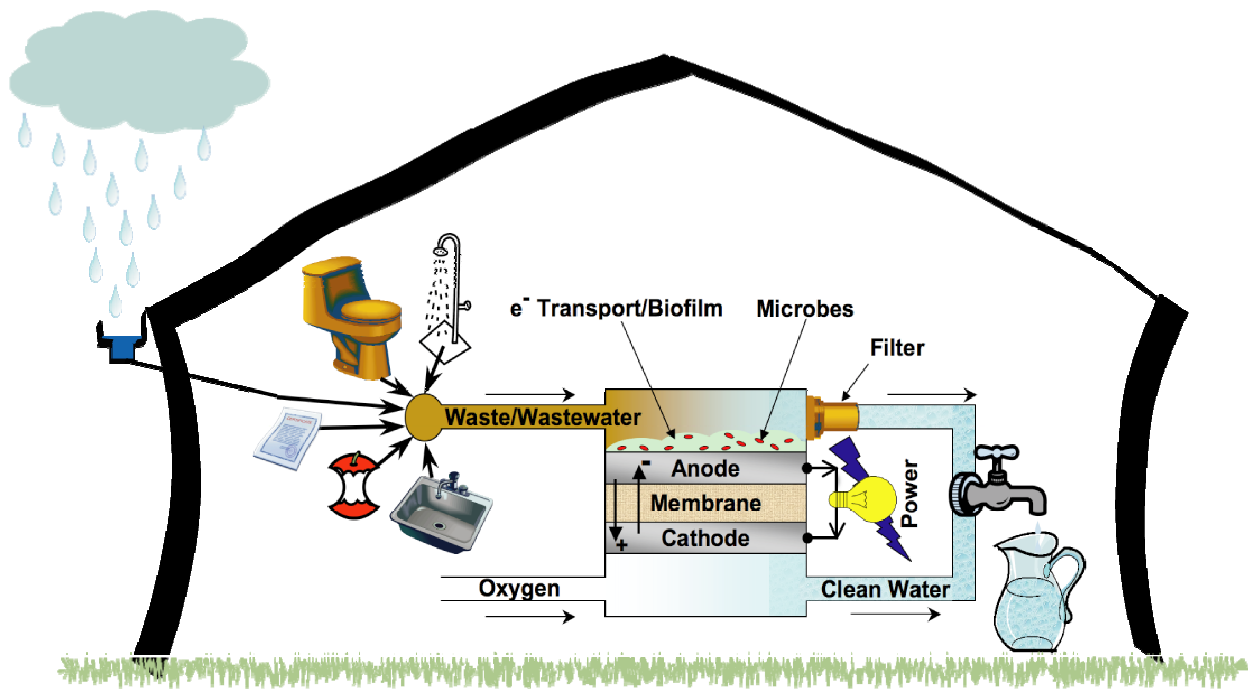 e⁻ Transport/Biofilm
Microbes
Filter
Waste/Wastewater
Anode
-
Membrane
Power
Cathode
+
Oxygen
Clean Water